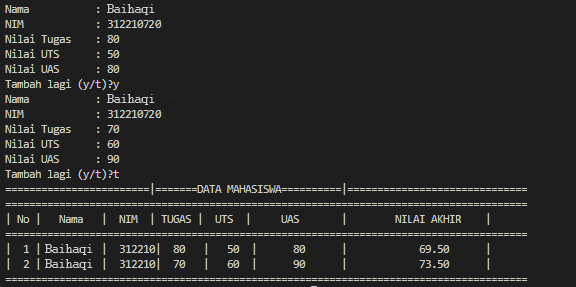 Nama : Baihaqi
NIM : 312210720
Nilai Tugas : 80
Nilai UTS : 50
Nilai UAS : 80
Tambah lagi (y/t)?y
Nama : Baihaqi
NIM : 312210720
Nilai Tugas : 70
Nilai UTS : 60
Nilai UAS : 90
Tambah lagi (y/t)?t
========================|=======DATA MAHASISWA==========|==============================
=======================================================================================
| No | Nama | NIM | TUGAS | UTS | UAS | NILAI AKHIR |
=======================================================================================
| 1 | Baihaqi | 312210| 80 | 50 | 80 | 69.50 |
| 2 | Baihaqi | 312210| 70 | 60 | 90 | 73.50 |
=======================================================================================